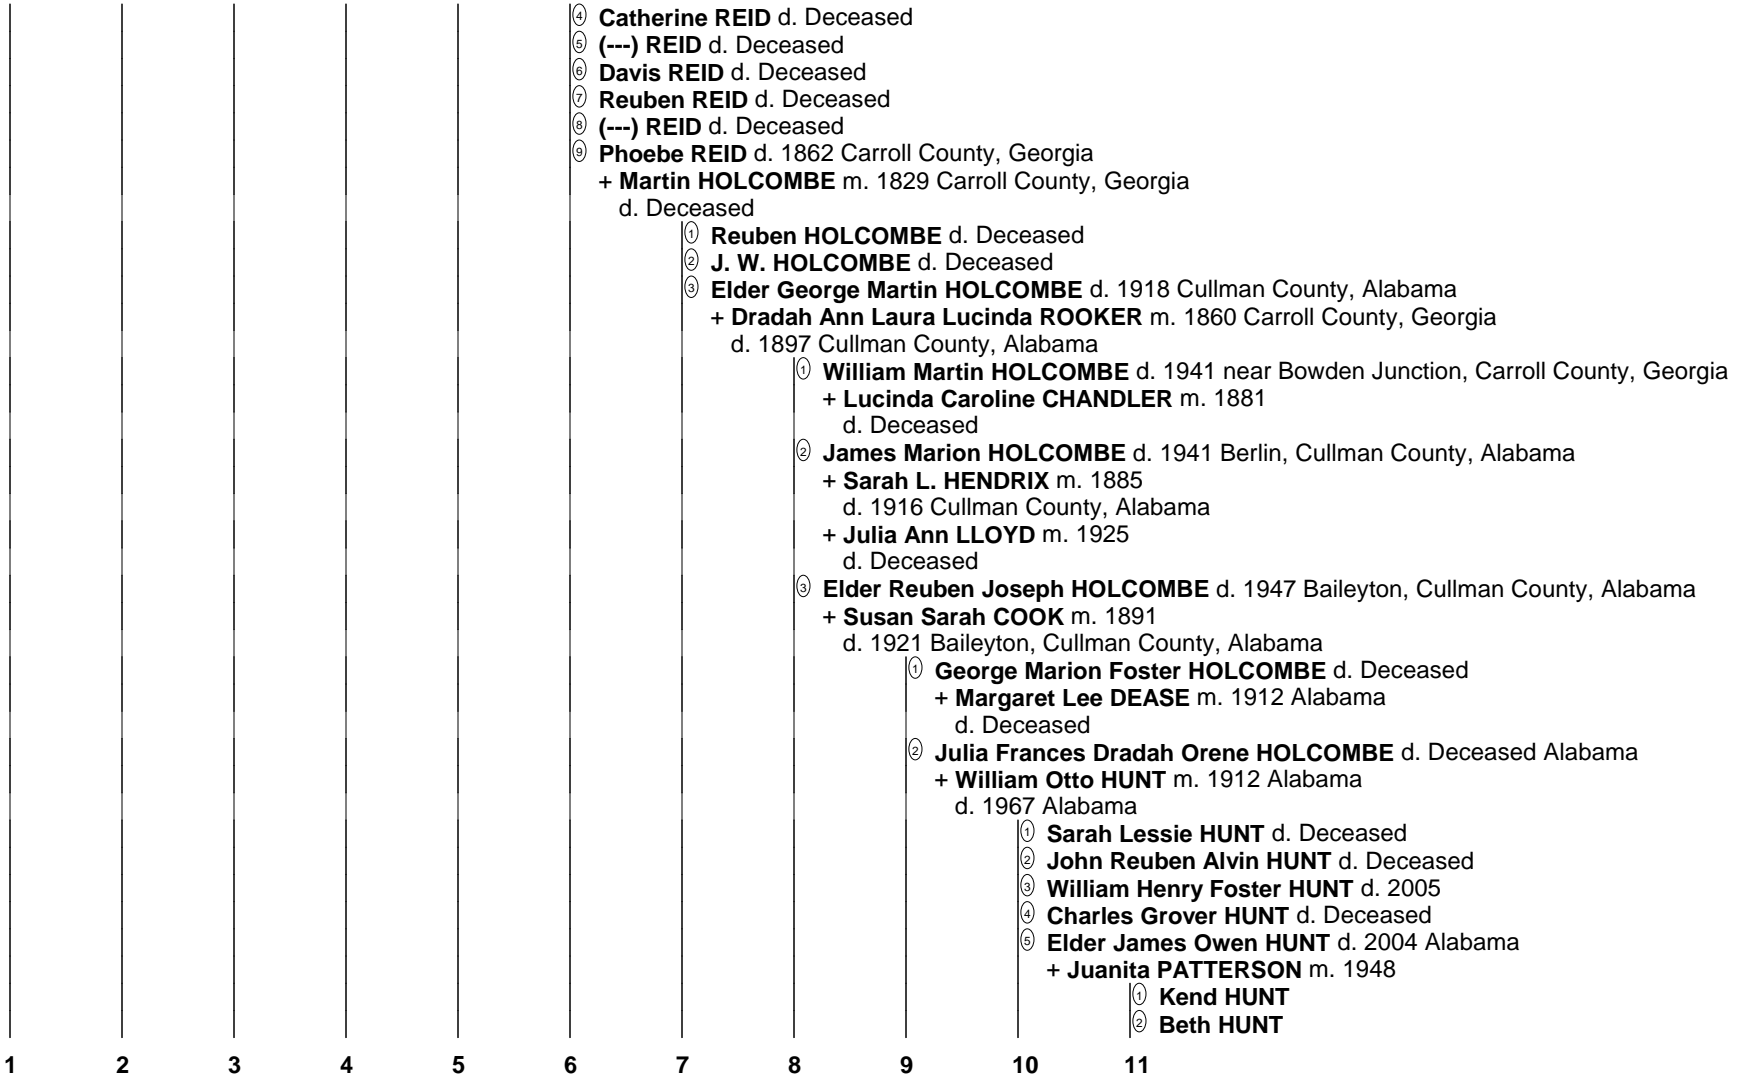 ④ Catherine REID d. Deceased
⑤ (---) REID d. Deceased
⑥ Davis REID d. Deceased
⑦ Reuben REID d. Deceased
⑧ (---) REID d. Deceased
⑨ Phoebe REID d. 1862 Carroll County, Georgia
+ Martin HOLCOMBE m. 1829 Carroll County, Georgia
d. Deceased
① Reuben HOLCOMBE d. Deceased
② J. W. HOLCOMBE d. Deceased
③ Elder George Martin HOLCOMBE d. 1918 Cullman County, Alabama
+ Dradah Ann Laura Lucinda ROOKER m. 1860 Carroll County, Georgia
d. 1897 Cullman County, Alabama
① William Martin HOLCOMBE d. 1941 near Bowden Junction, Carroll County, Georgia
+ Lucinda Caroline CHANDLER m. 1881
d. Deceased
② James Marion HOLCOMBE d. 1941 Berlin, Cullman County, Alabama
+ Sarah L. HENDRIX m. 1885
d. 1916 Cullman County, Alabama
+ Julia Ann LLOYD m. 1925
d. Deceased
③ Elder Reuben Joseph HOLCOMBE d. 1947 Baileyton, Cullman County, Alabama
+ Susan Sarah COOK m. 1891
d. 1921 Baileyton, Cullman County, Alabama
① George Marion Foster HOLCOMBE d. Deceased
+ Margaret Lee DEASE m. 1912 Alabama
d. Deceased
② Julia Frances Dradah Orene HOLCOMBE d. Deceased Alabama
+ William Otto HUNT m. 1912 Alabama
d. 1967 Alabama
① Sarah Lessie HUNT d. Deceased
② John Reuben Alvin HUNT d. Deceased
③ William Henry Foster HUNT d. 2005
④ Charles Grover HUNT d. Deceased
⑤ Elder James Owen HUNT d. 2004 Alabama
+ Juanita PATTERSON m. 1948
① Kend HUNT
② Beth HUNT
1 2 3 4 5 6 7 8 9 10 11